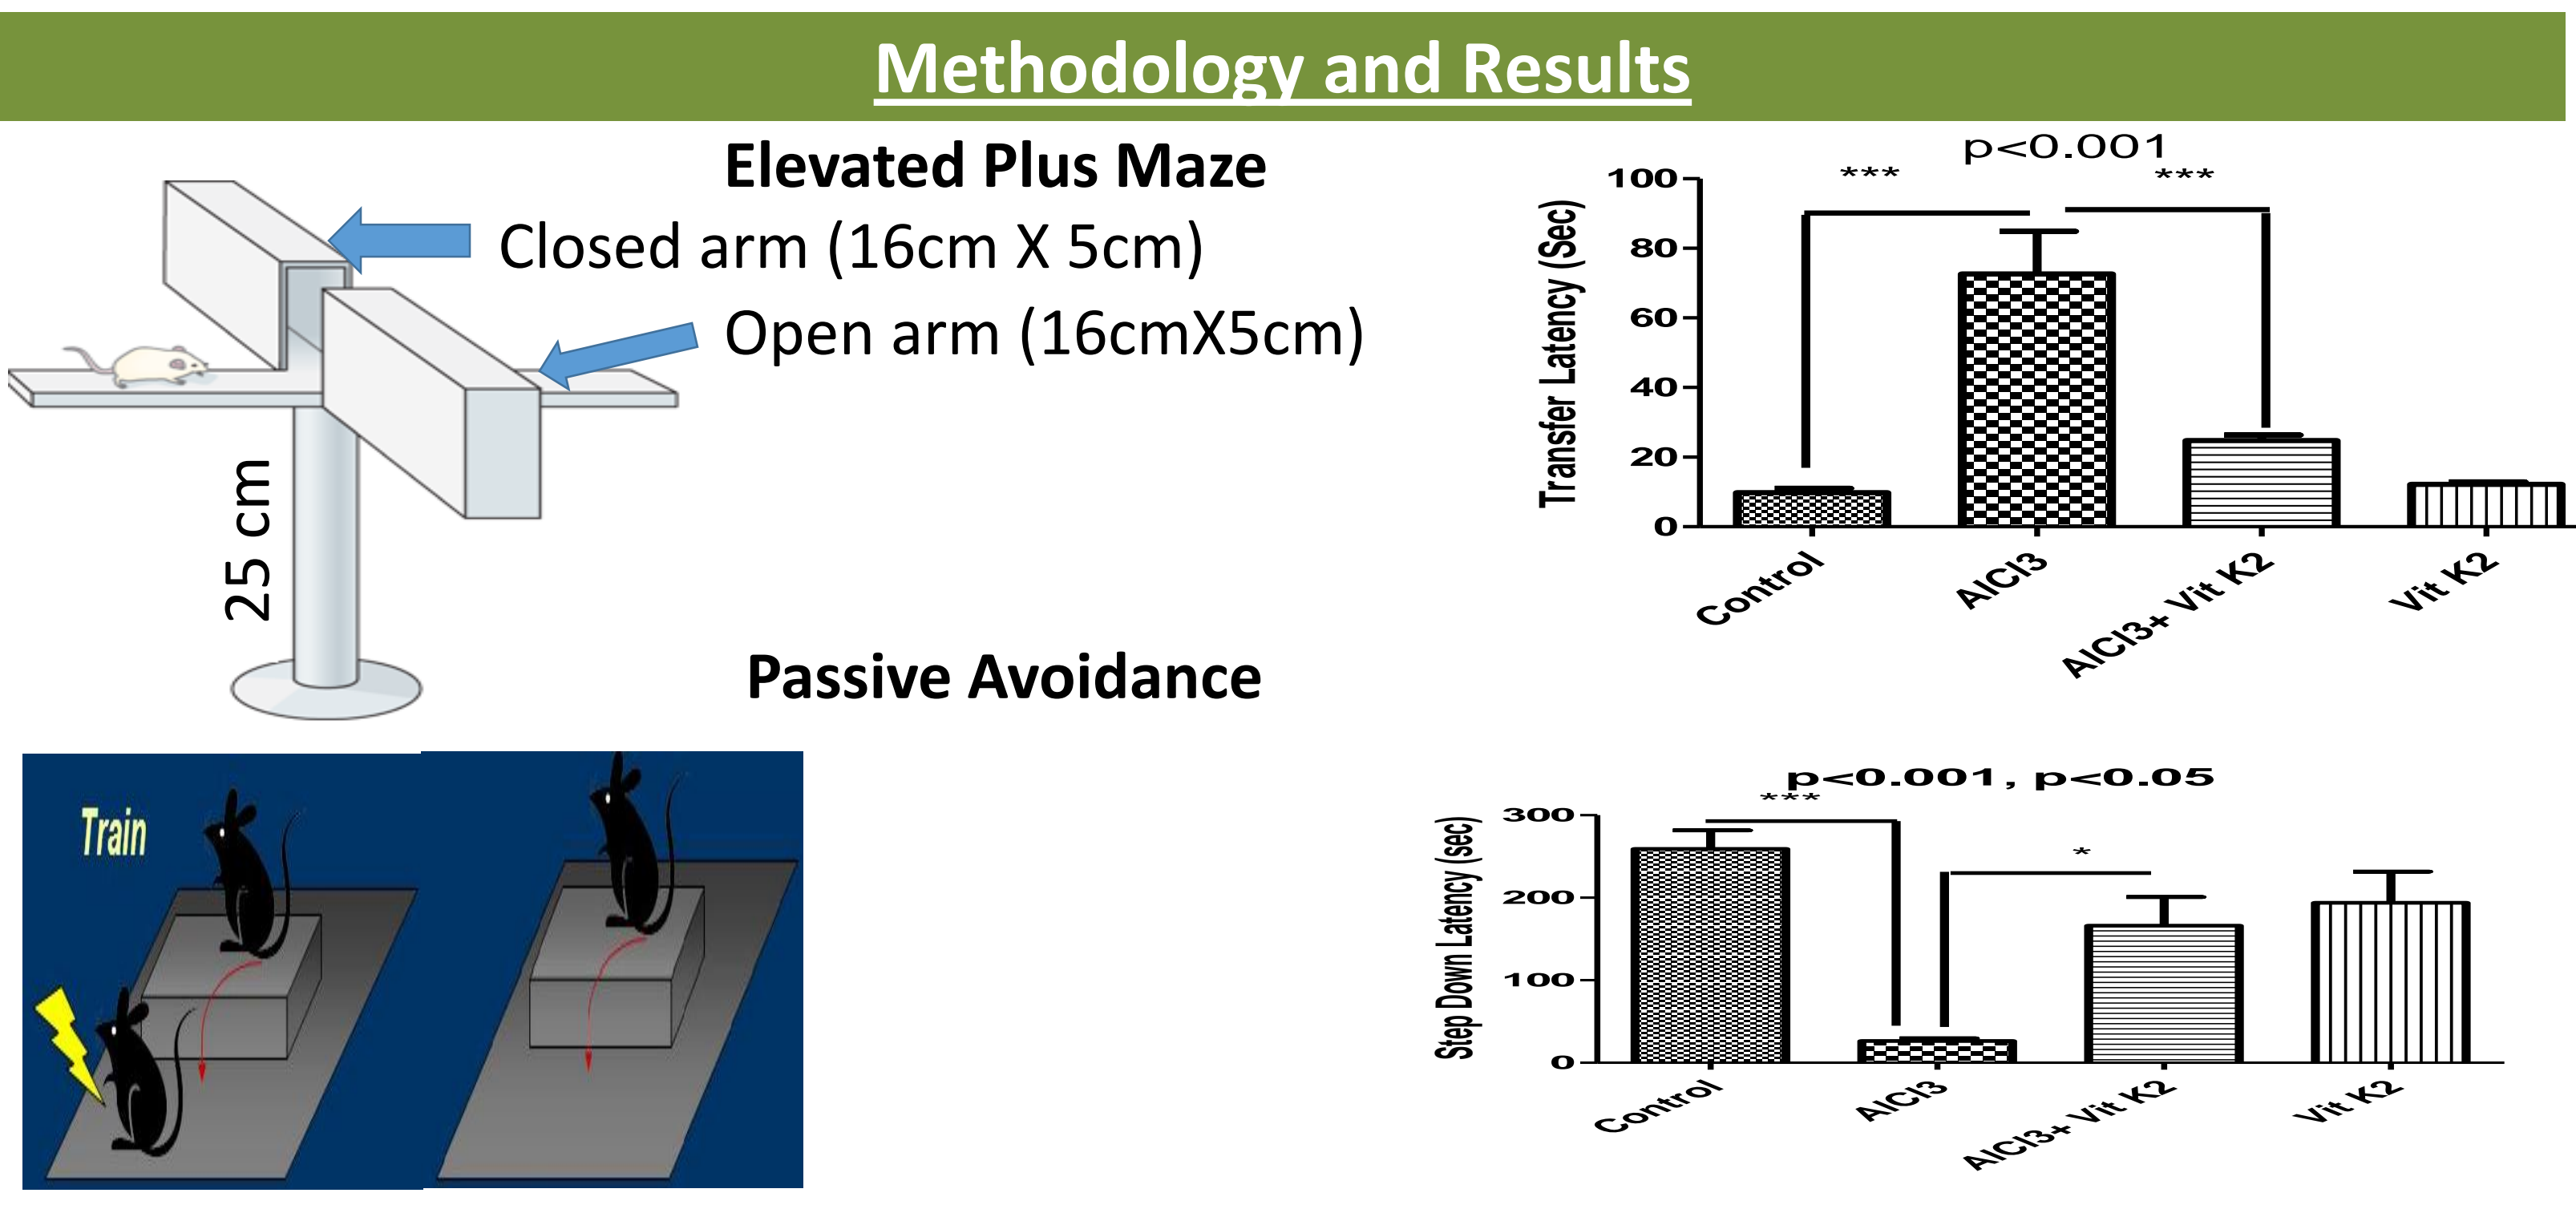 Methodology and Results
Elevated Plus Maze
Closed arm (16cm X 5cm)
Open arm (16cmX5cm)
25 cm
p<0.001
***
***
Transfer Latency (Sec)
100
80
60
40
20
0
Control
AlCl3
AlCl3+ Vit K2
Vit K2
Passive Avoidance
Train
p<0.001, p<0.05
***
*
Step Down Latency (sec)
300
200
100
0
Control
AlCl3
AlCl3+ Vit K2
Vit K2